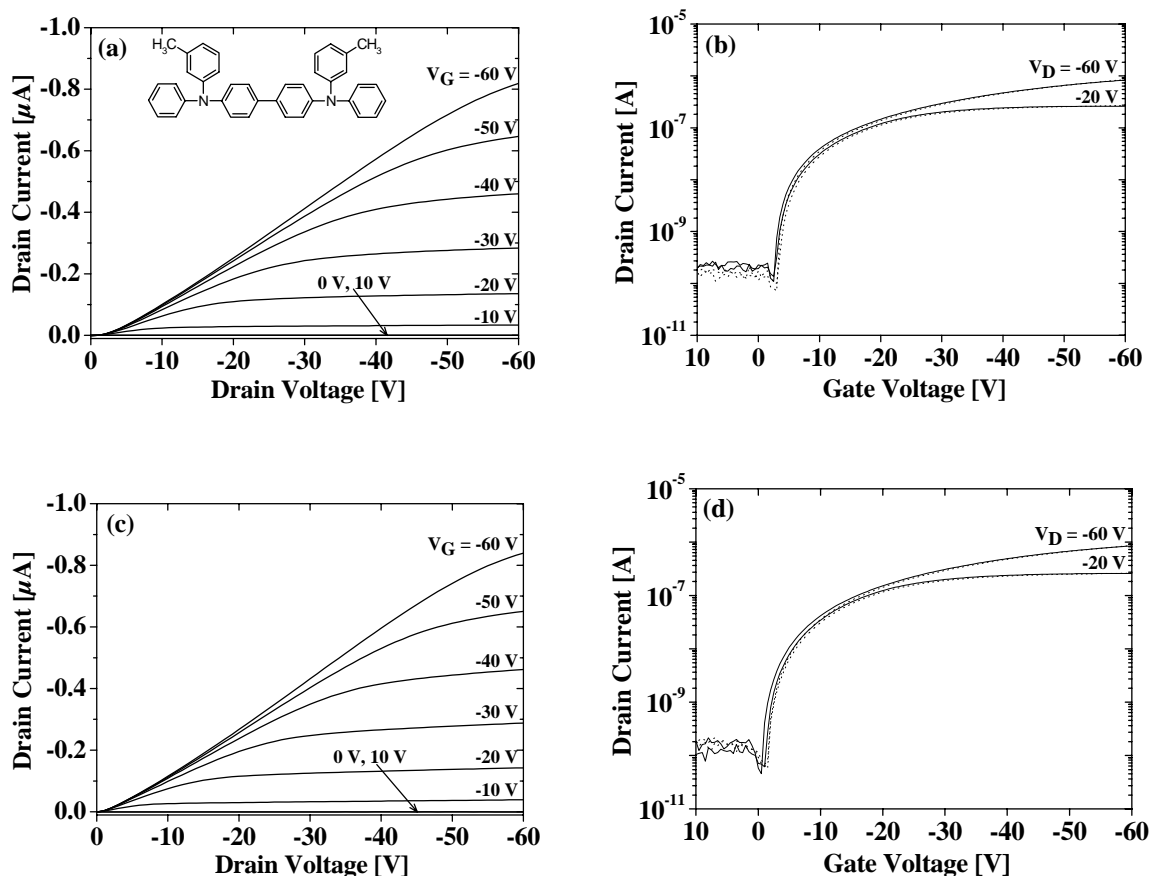 (a)
CH₃
CH₃
N
N
V_G = -60 V
-50 V
-40 V
-30 V
-20 V
-10 V
0 V, 10 V
-1.0
-0.8
-0.6
-0.4
-0.2
0.0
Drain Current [µA]
0 -10 -20 -30 -40 -50 -60
Drain Voltage [V]
(b)
V_D = -60 V
-20 V
10⁻⁵
10⁻⁷
10⁻⁹
10⁻¹¹
Drain Current [A]
10 0 -10 -20 -30 -40 -50 -60
Gate Voltage [V]
(c)
V_G = -60 V
-50 V
-40 V
-30 V
-20 V
-10 V
0 V, 10 V
-1.0
-0.8
-0.6
-0.4
-0.2
0.0
Drain Current [µA]
0 -10 -20 -30 -40 -50 -60
Drain Voltage [V]
(d)
V_D = -60 V
-20 V
10⁻⁵
10⁻⁷
10⁻⁹
10⁻¹¹
Drain Current [A]
10 0 -10 -20 -30 -40 -50 -60
Gate Voltage [V]